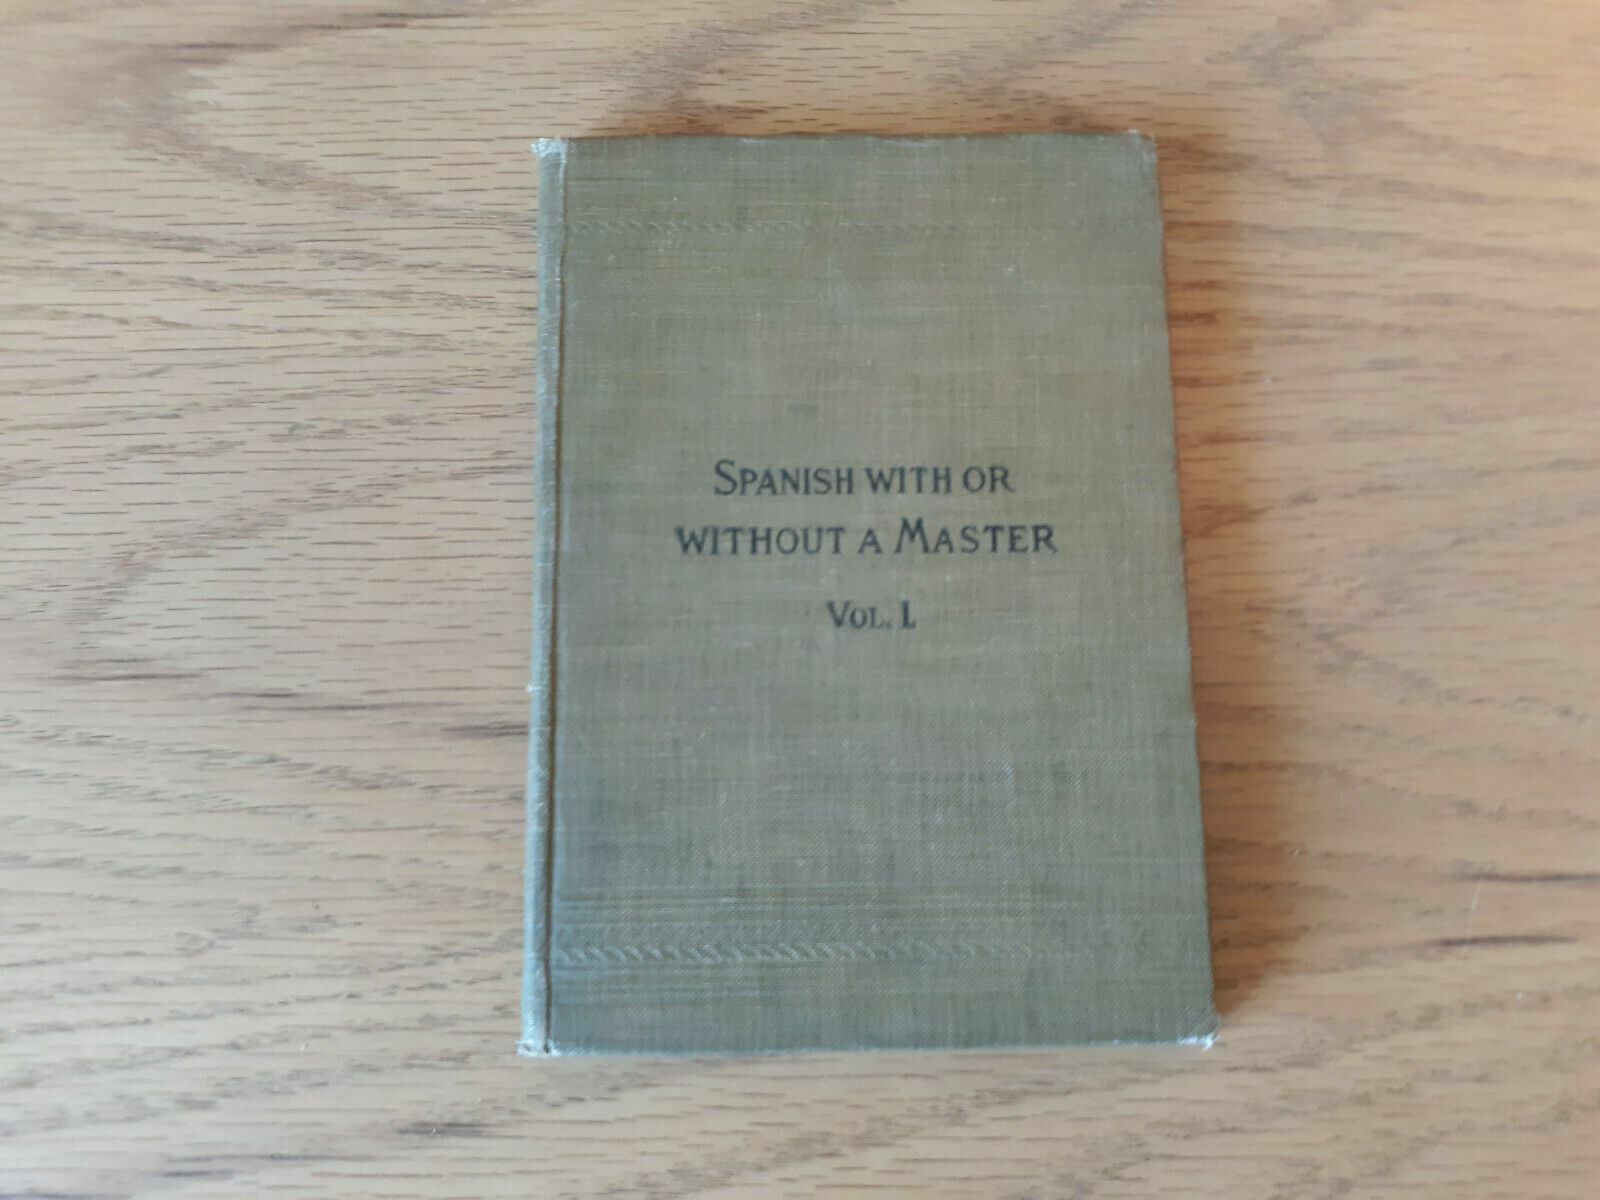 Spanish with or
without a Master
Vol. I.